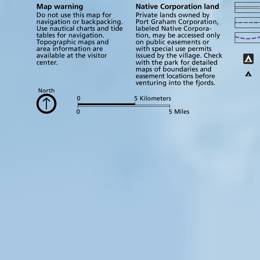 Map warning
Do not use this map for
navigation or backpacking.
Use nautical charts and tide
tables for navigation.
Topographic maps and
area information are
available at the visitor
center.
Native Corporation land
Private lands owned by
Port Graham Corporation,
labeled Native Corpora-
tion, may be accessed only
on public easements or
with special use permits
issued by the village. Check
with the park for detailed
maps of boundaries and
easement locations before
venturing into the fjords.
North
0 5 Kilometers
0 5 Miles